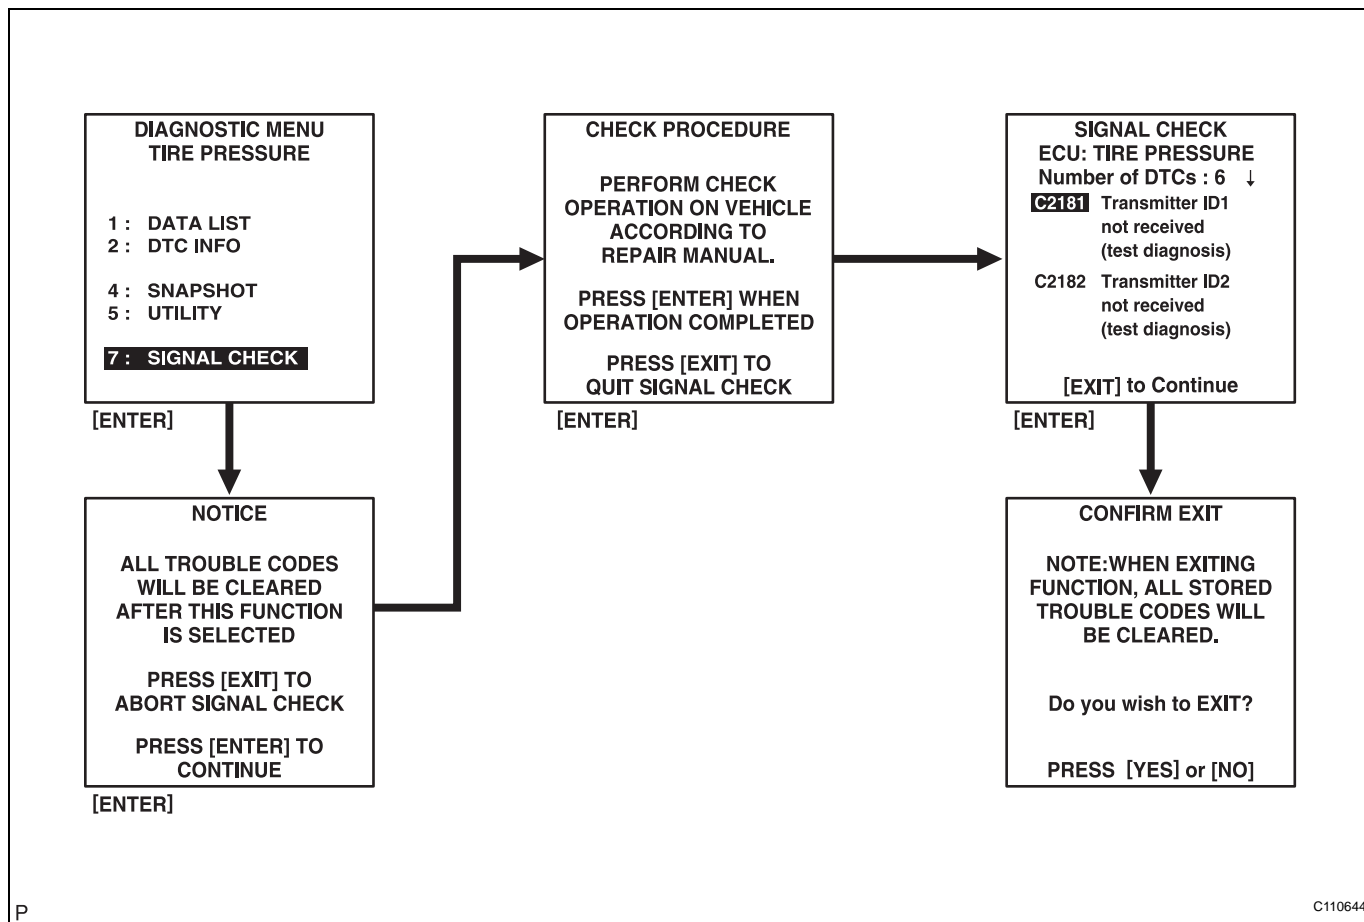 DIAGNOSTIC MENU
TIRE PRESSURE
1 : DATA LIST
2 : DTC INFO
4 : SNAPSHOT
5 : UTILITY
7 : SIGNAL CHECK
[ENTER]
NOTICE
ALL TROUBLE CODES
WILL BE CLEARED
AFTER THIS FUNCTION
IS SELECTED
PRESS [EXIT] TO
ABORT SIGNAL CHECK
PRESS [ENTER] TO
CONTINUE
[ENTER]
CHECK PROCEDURE
PERFORM CHECK
OPERATION ON VEHICLE
ACCORDING TO
REPAIR MANUAL.
PRESS [ENTER] WHEN
OPERATION COMPLETED
PRESS [EXIT] TO
QUIT SIGNAL CHECK
[ENTER]
SIGNAL CHECK
ECU: TIRE PRESSURE
Number of DTCs : 6 ↓
C2181 Transmitter ID1
not received
(test diagnosis)
C2182 Transmitter ID2
not received
(test diagnosis)
[EXIT] to Continue
[ENTER]
CONFIRM EXIT
NOTE:WHEN EXITING
FUNCTION, ALL STORED
TROUBLE CODES WILL
BE CLEARED.
Do you wish to EXIT?
PRESS [YES] or [NO]
P
C110644